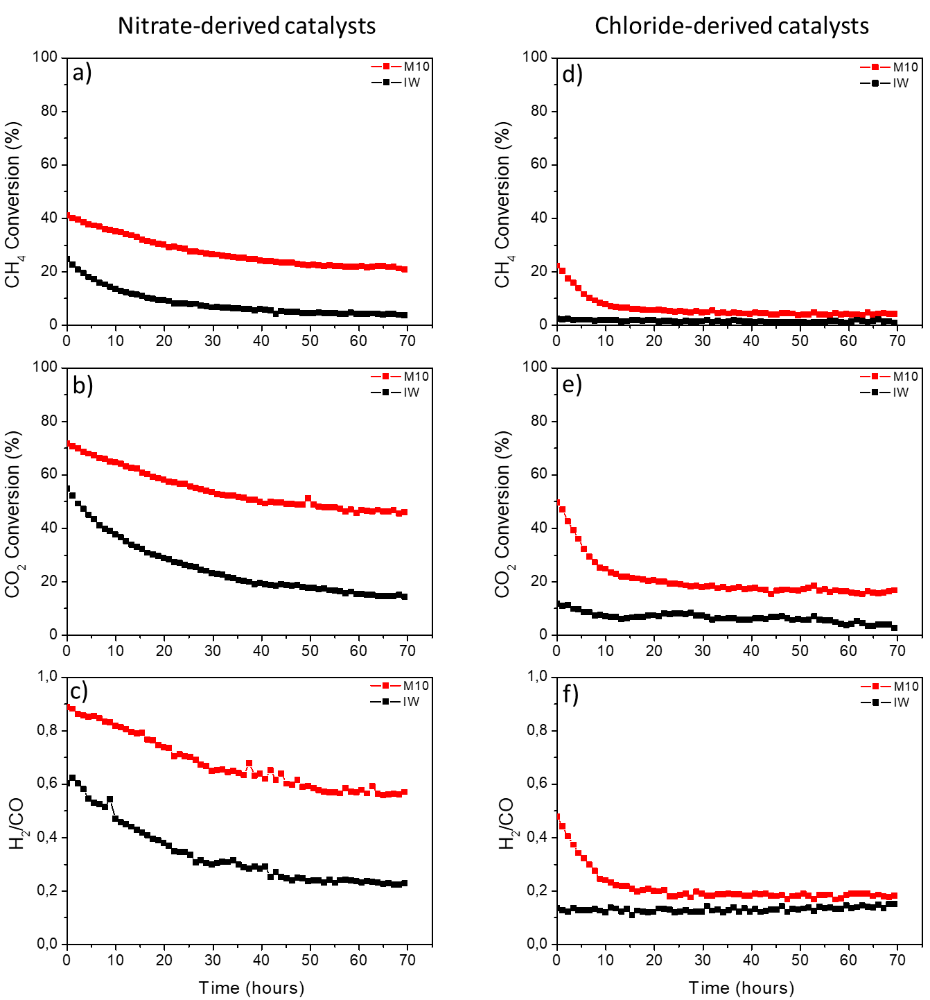 Nitrate-derived catalysts
Chloride-derived catalysts
a)
M10
IW
CH4 Conversion (%)
100
80
60
40
20
0
0 10 20 30 40 50 60 70
d)
M10
IW
CH4 Conversion (%)
100
80
60
40
20
0
0 10 20 30 40 50 60 70
b)
M10
IW
CO2 Conversion (%)
100
80
60
40
20
0
0 10 20 30 40 50 60 70
e)
M10
IW
CO2 Conversion (%)
100
80
60
40
20
0
0 10 20 30 40 50 60 70
c)
M10
IW
H2/CO
1,0
0,8
0,6
0,4
0,2
0,0
0 10 20 30 40 50 60 70
Time (hours)
f)
M10
IW
H2/CO
1,0
0,8
0,6
0,4
0,2
0,0
0 10 20 30 40 50 60 70
Time (hours)